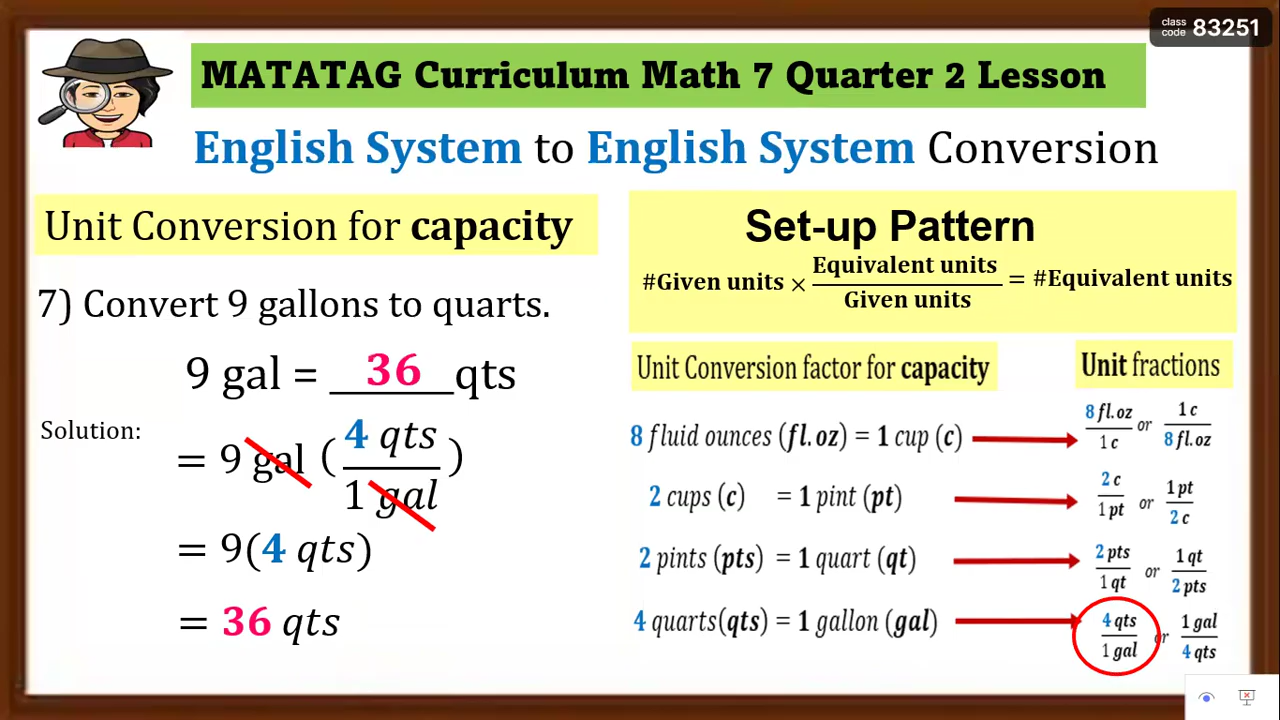 class code 83251
MATATAG Curriculum Math 7 Quarter 2 Lesson
English System to English System Conversion
Unit Conversion for capacity
7) Convert 9 gallons to quarts.
9 gal = 36 qts
Solution:
= 9 gal (4 qts / 1 gal)
= 9(4 qts)
= 36 qts
Set-up Pattern
#Given units × Equivalent units / Given units = #Equivalent units
Unit Conversion factor for capacity
Unit fractions
8 fluid ounces (fl.oz) = 1 cup (c)
8 fl.oz / 1 c or 1 c / 8 fl.oz
2 cups (c) = 1 pint (pt)
2 c / 1 pt or 1 pt / 2 c
2 pints (pts) = 1 quart (qt)
2 pts / 1 qt or 1 qt / 2 pts
4 quarts(qts) = 1 gallon (gal)
4 qts / 1 gal or 1 gal / 4 qts